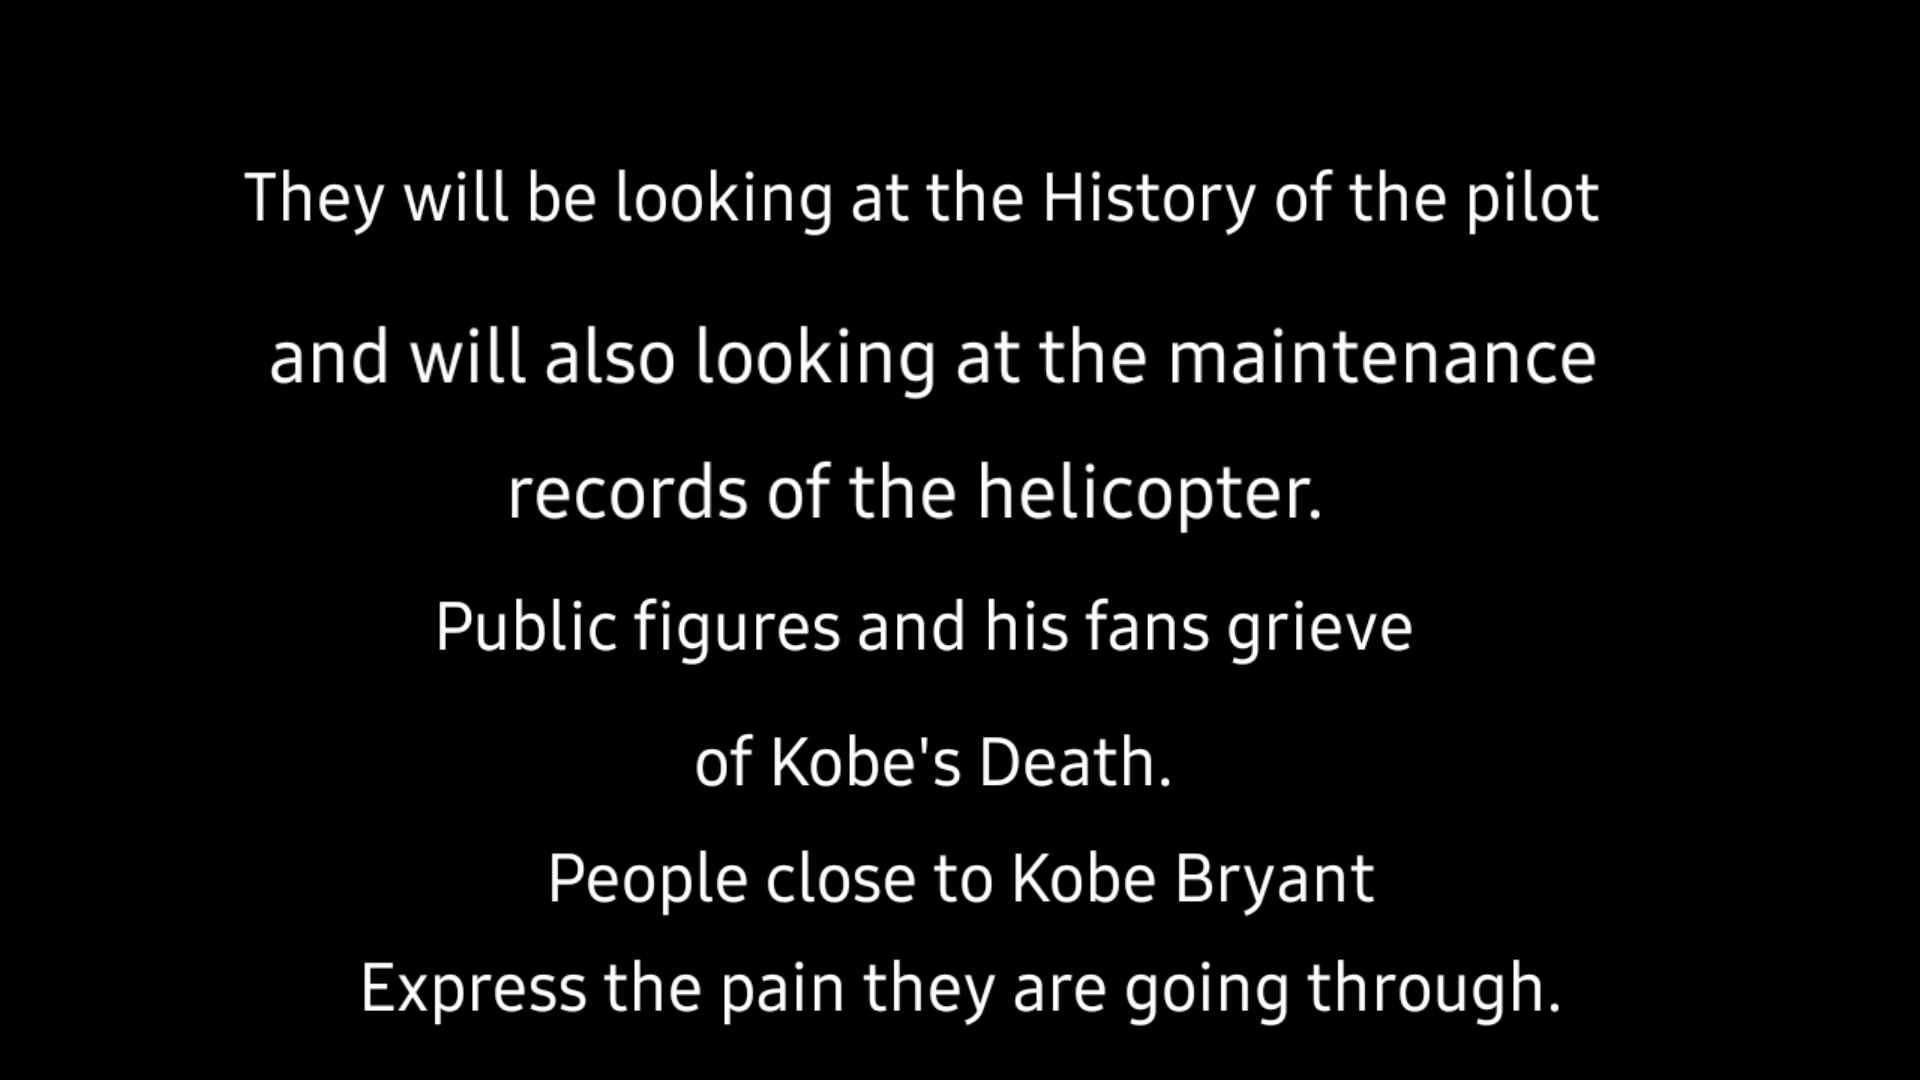 They will be looking at the History of the pilot
and will also looking at the maintenance
records of the helicopter.
Public figures and his fans grieve
of Kobe's Death.
People close to Kobe Bryant
Express the pain they are going through.